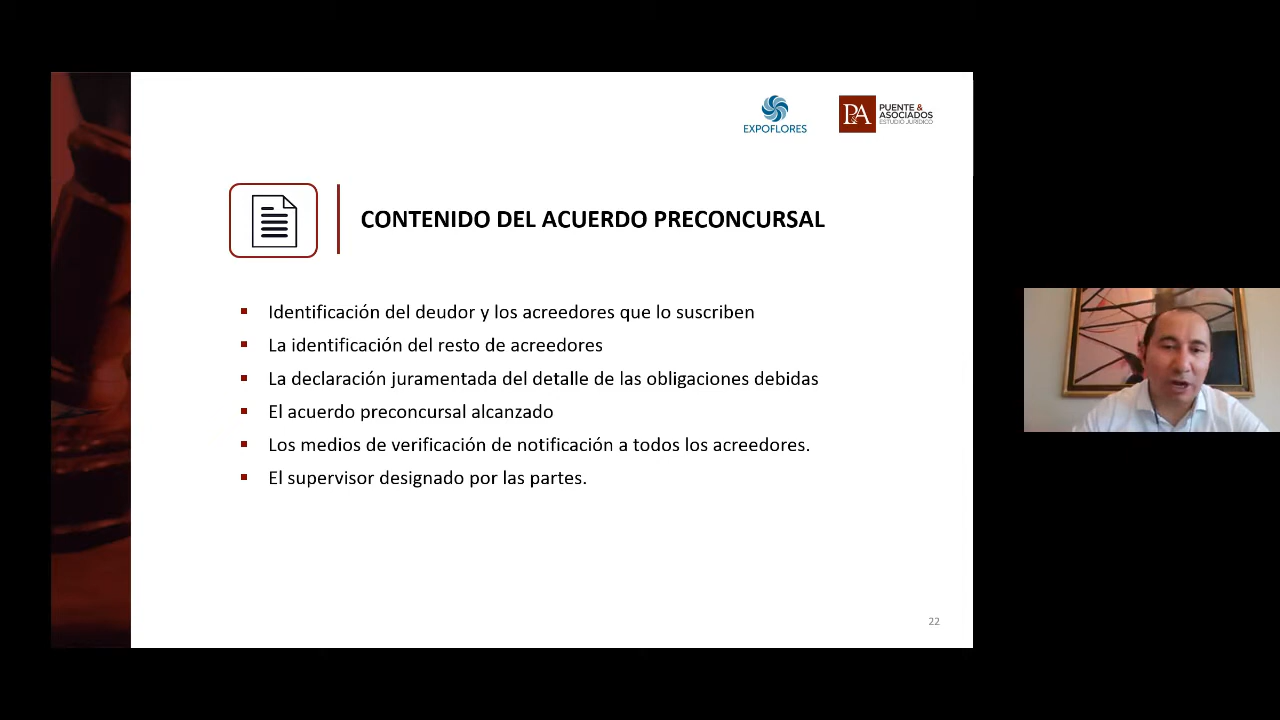 EXPOFLORES
PA
PUENTE &
ASOCIADOS
ESTUDIO JURÍDICO
CONTENIDO DEL ACUERDO PRECONCURSAL
▪ Identificación del deudor y los acreedores que lo suscriben
▪ La identificación del resto de acreedores
▪ La declaración juramentada del detalle de las obligaciones debidas
▪ El acuerdo preconcursal alcanzado
▪ Los medios de verificación de notificación a todos los acreedores.
▪ El supervisor designado por las partes.
22